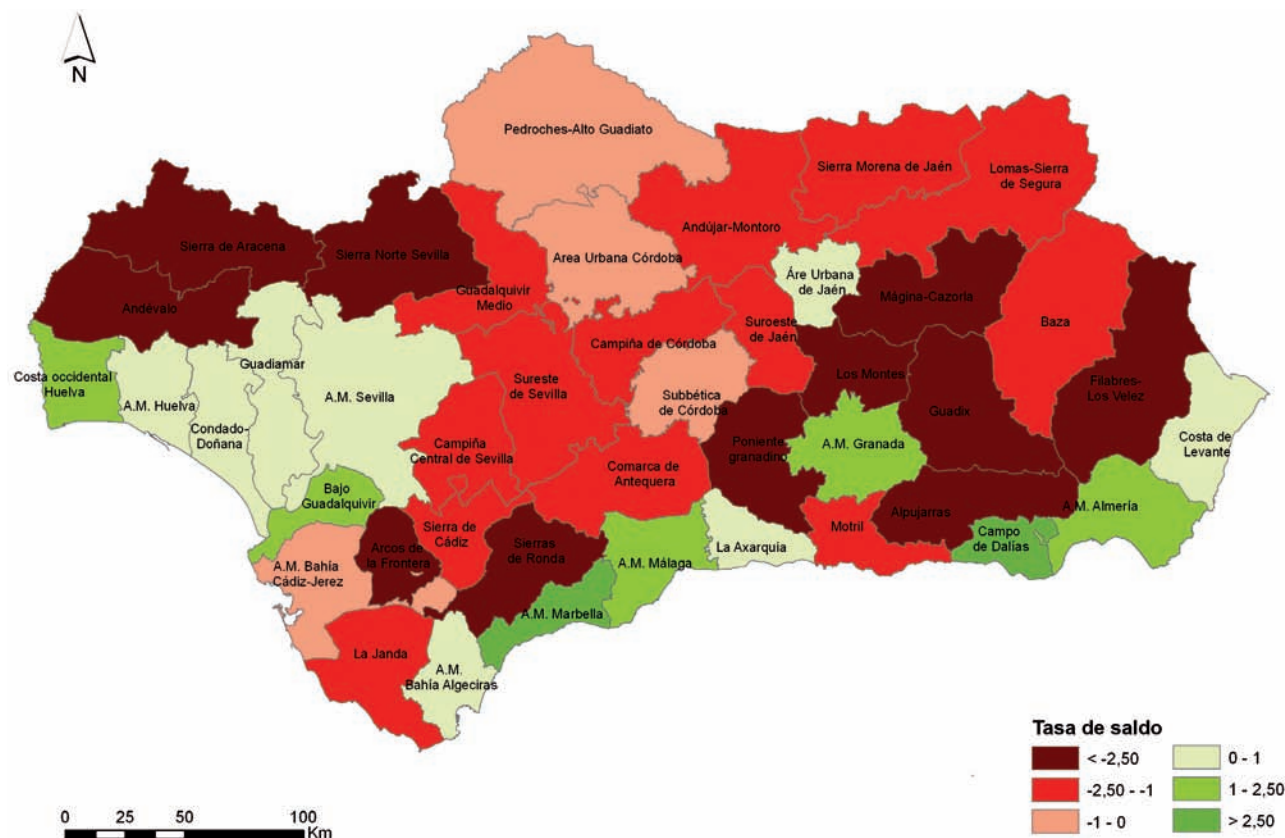 N
Pedroches-Alto Guadiato
Sierra Morena de Jaén
Lomas-Sierra
de Segura
Andújar-Montoro
Sierra de Aracena
Sierra Norte Sevilla
Area Urbana Córdoba
Áre Urbana
de Jaén
Guadalquivir
Medio
Mágina-Cazorla
Andévalo
Baza
Suroeste
de Jaén
Campiña de Córdoba
Guadiamar
Los Montes
Costa occidental
Huelva
A.M. Huelva
A.M. Sevilla
Sureste
de Sevilla
Filabres-
Los Velez
Subbética
de Córdoba
Guadix
Condado-
Doñana
Campiña
Central de Sevilla
Poniente
granadino
A.M. Granada
Costa de
Levante
Comarca de
Antequera
Bajo
Guadalquivir
Motril
Alpujarras
A.M. Almería
Sierra de
Cádiz
Campo
de Dalías
Arcos de
la Frontera
Sierras
de Ronda
La Axarquía
A.M. Málaga
A.M. Bahía
Cádiz-Jerez
A.M. Marbella
La Janda
A.M.
Bahía Algeciras
Tasa de saldo
< -2,50
0 - 1
-2,50 - -1
1 - 2,50
-1 - 0
> 2,50
0 25 50 100
Km